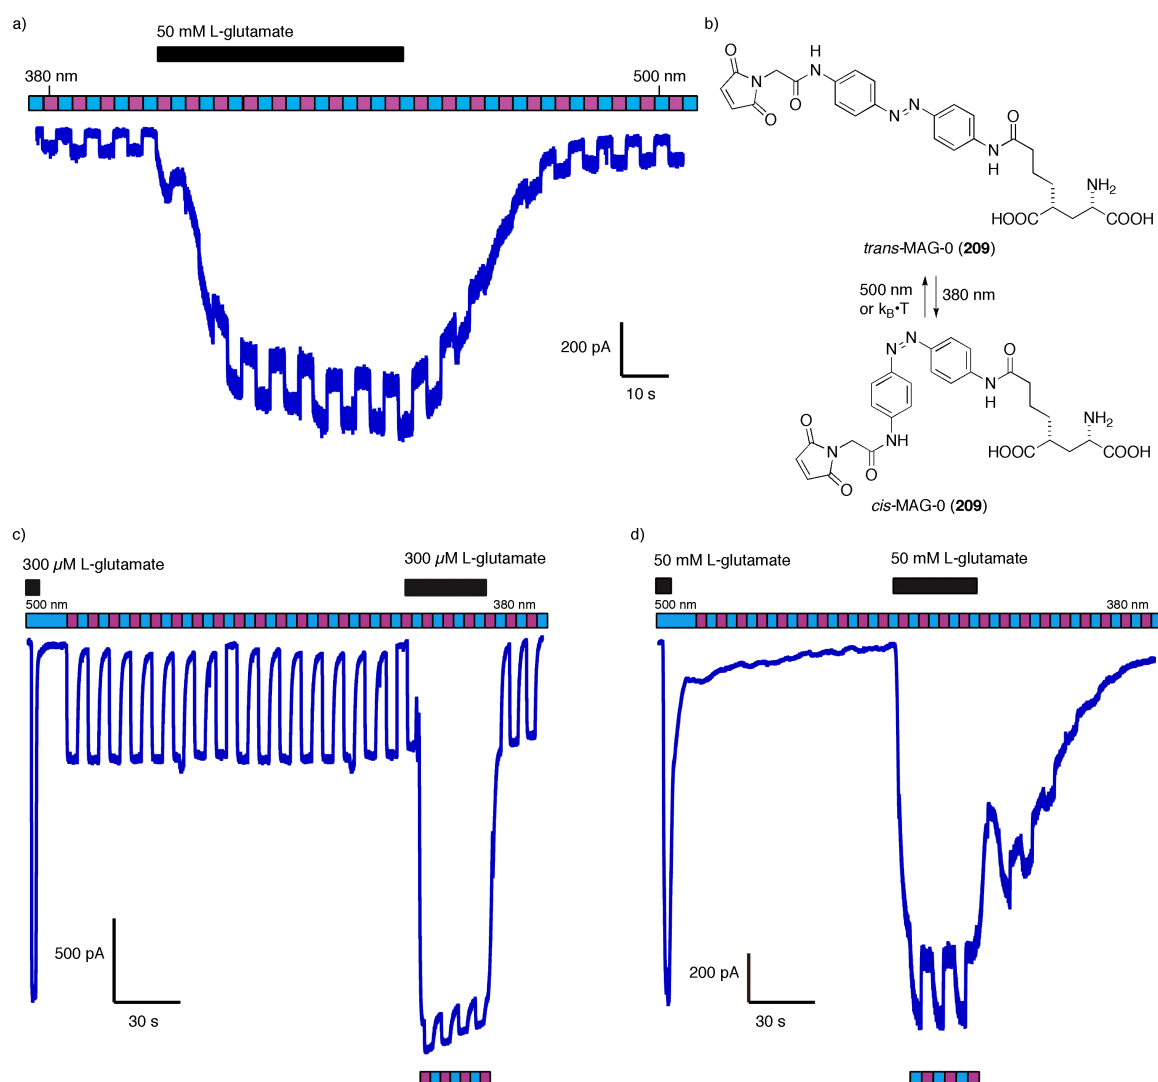 a)
50 mM L-glutamate
380 nm
500 nm
200 pA
10 s
b)
O
N
O
O
H
N
N
N
O
N
H
NH₂
HOOC
COOH
trans-MAG-0 (209)
500 nm
or k_B•T
380 nm
N
N
O
N
H
NH₂
HOOC
COOH
O
N
O
O
NH
cis-MAG-0 (209)
c)
300 µM L-glutamate
300 µM L-glutamate
500 nm
380 nm
500 pA
30 s
d)
50 mM L-glutamate
50 mM L-glutamate
500 nm
380 nm
200 pA
30 s